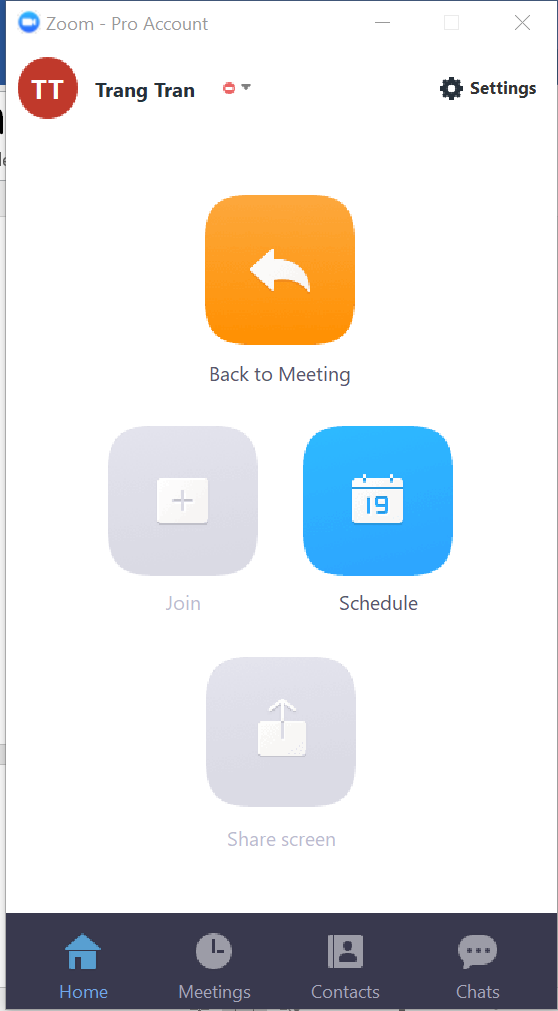 Zoom - Pro Account
TT
Trang Tran
Settings
Back to Meeting
19
Join
Schedule
Share screen
Home
Meetings
Contacts
Chats